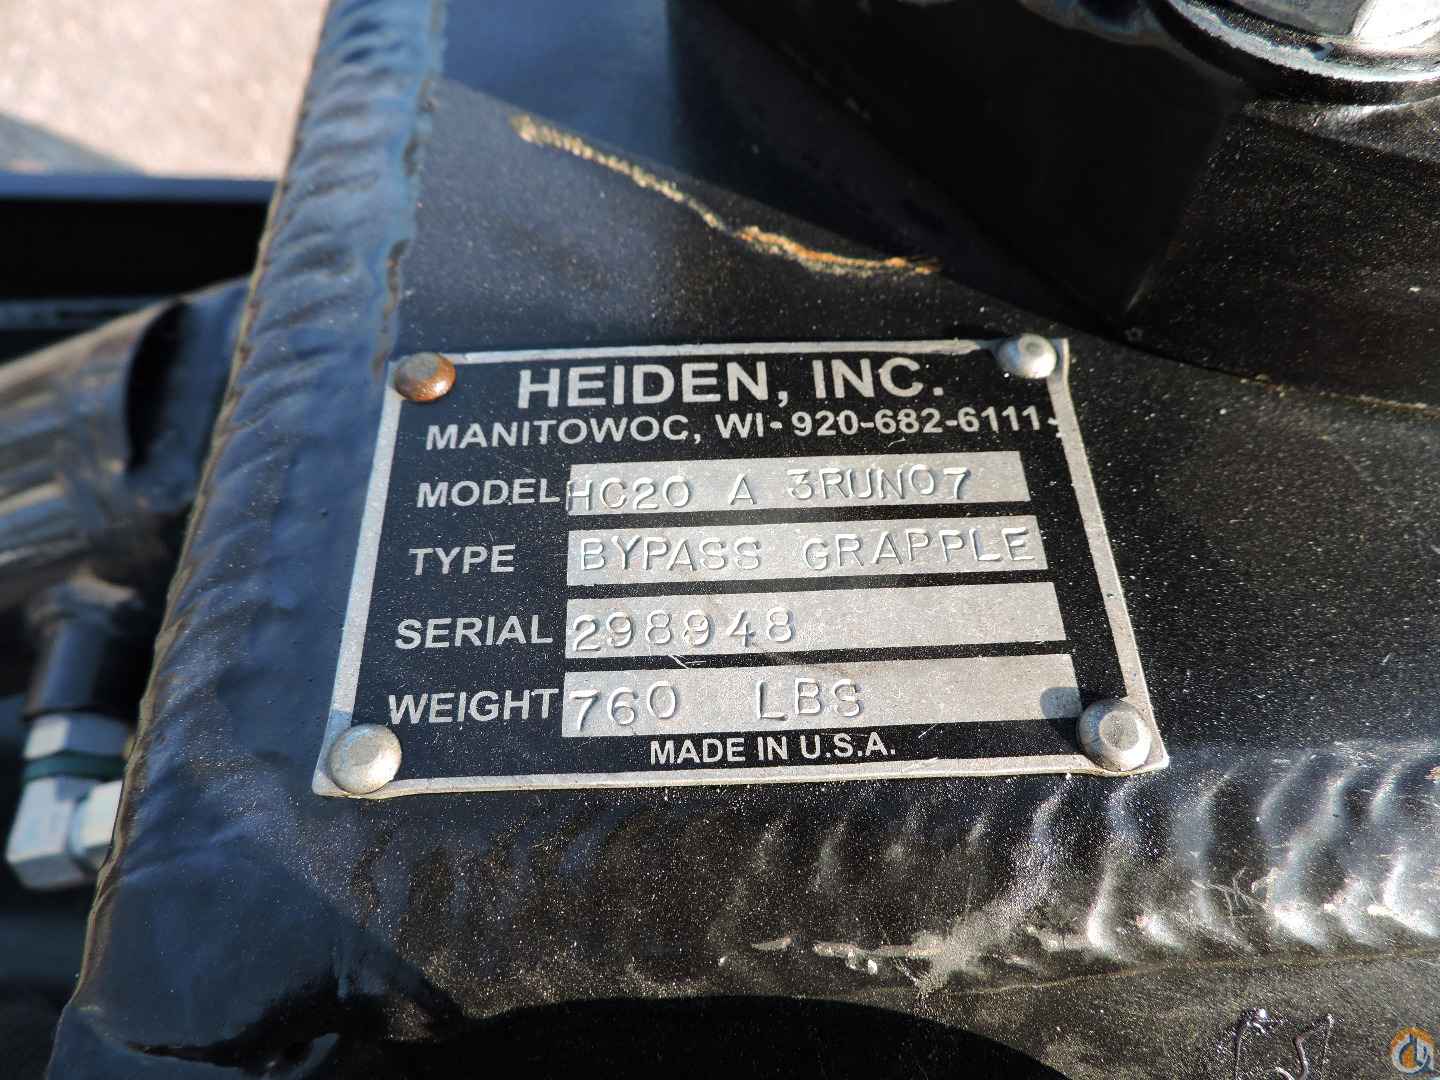 HEIDEN, INC.
MANITOWOC, WI - 920-682-6111
MODEL HC20 A 3RUN07
TYPE BYPASS GRAPPLE
SERIAL 298948
WEIGHT 760 LBS
MADE IN U.S.A.